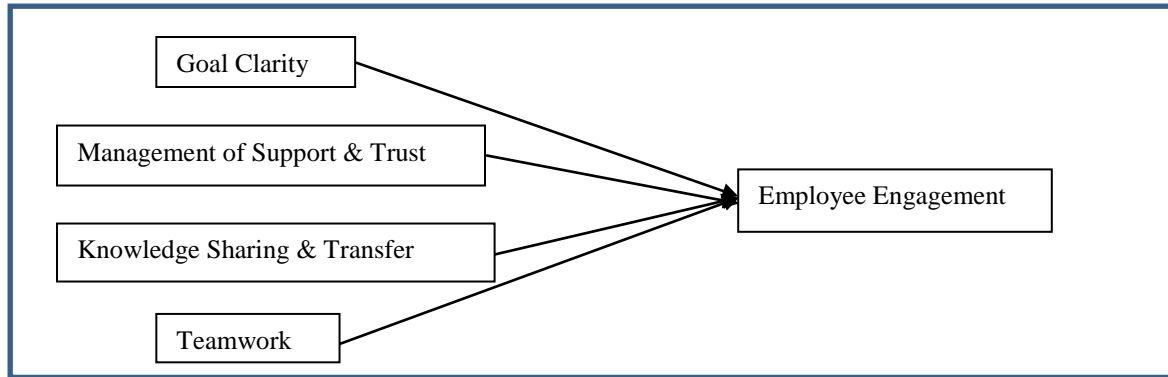 Goal Clarity
Management of Support & Trust
Employee Engagement
Knowledge Sharing & Transfer
Teamwork